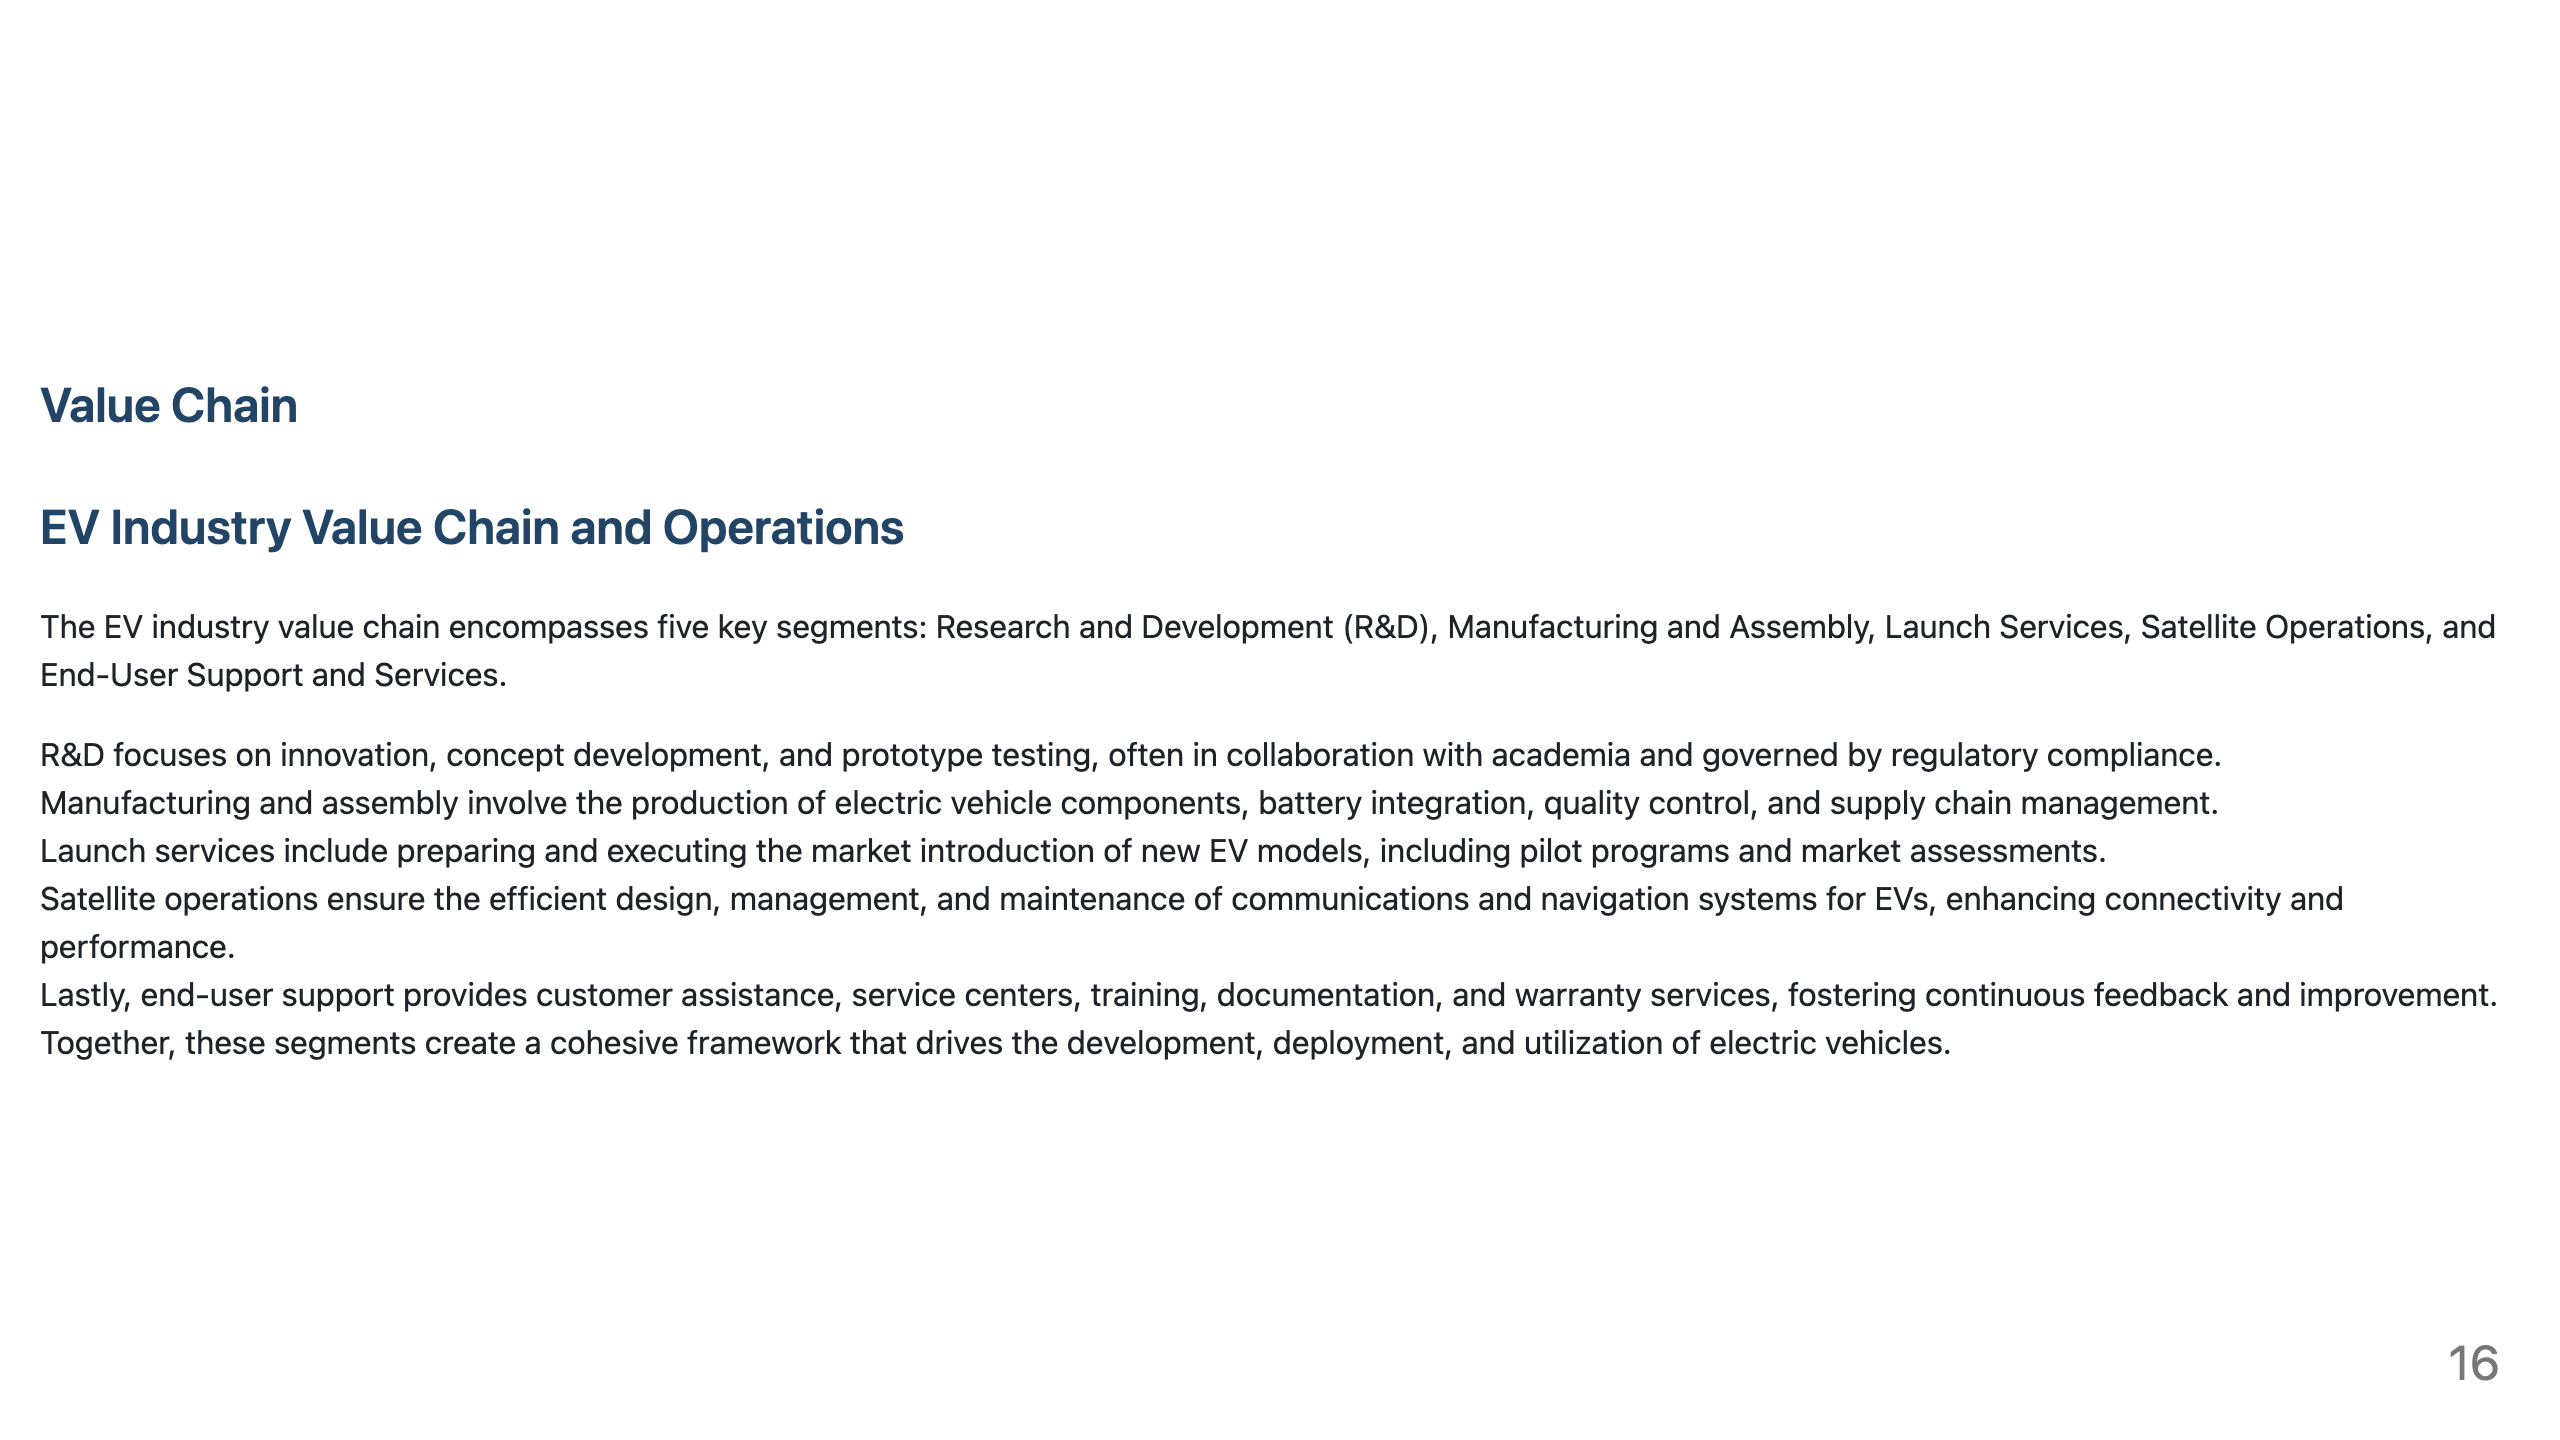 Value Chain
EV Industry Value Chain and Operations
The EV industry value chain encompasses five key segments: Research and Development (R&D), Manufacturing and Assembly, Launch Services, Satellite Operations, and
End-User Support and Services.
R&D focuses on innovation, concept development, and prototype testing, often in collaboration with academia and governed by regulatory compliance.
Manufacturing and assembly involve the production of electric vehicle components, battery integration, quality control, and supply chain management.
Launch services include preparing and executing the market introduction of new EV models, including pilot programs and market assessments.
Satellite operations ensure the efficient design, management, and maintenance of communications and navigation systems for EVs, enhancing connectivity and
performance.
Lastly, end-user support provides customer assistance, service centers, training, documentation, and warranty services, fostering continuous feedback and improvement.
Together, these segments create a cohesive framework that drives the development, deployment, and utilization of electric vehicles.
16